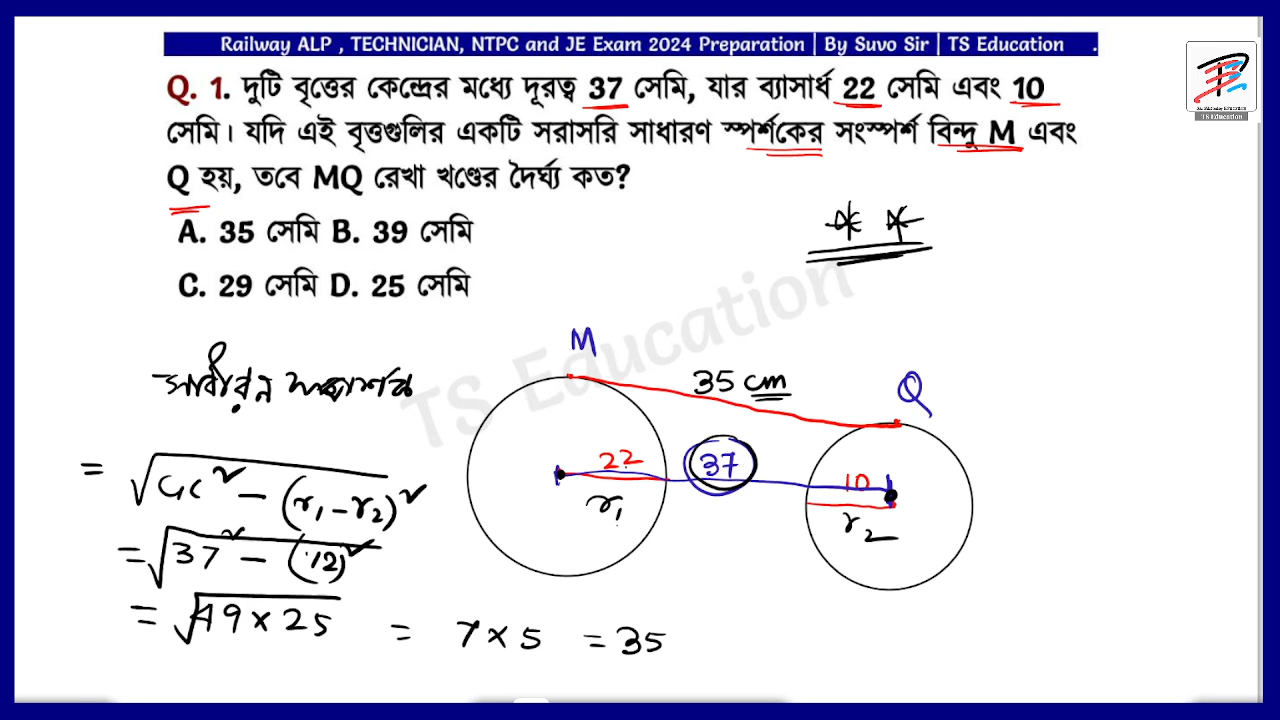 Railway ALP , TECHNICIAN, NTPC and JE Exam 2024 Preparation | By Suvo Sir | TS Education .
Q. 1. দুটি বৃত্তের কেন্দ্রের মধ্যে দূরত্ব 37 সেমি, যার ব্যাসার্ধ 22 সেমি এবং 10
সেমি। যদি এই বৃত্তগুলির একটি সরাসরি সাধারণ স্পর্শকের সংস্পর্শ বিন্দু M এবং
Q হয়, তবে MQ রেখা খণ্ডের দৈর্ঘ্য কত?
A. 35 সেমি B. 39 সেমি
C. 29 সেমি D. 25 সেমি
TS Education
TS Education
M
35 cm
Q
22
37
10
r₁
r₂
= √
(r₁ - r₂)²
= √37² - (12)²
= √49 × 25 = 7 × 5 = 35